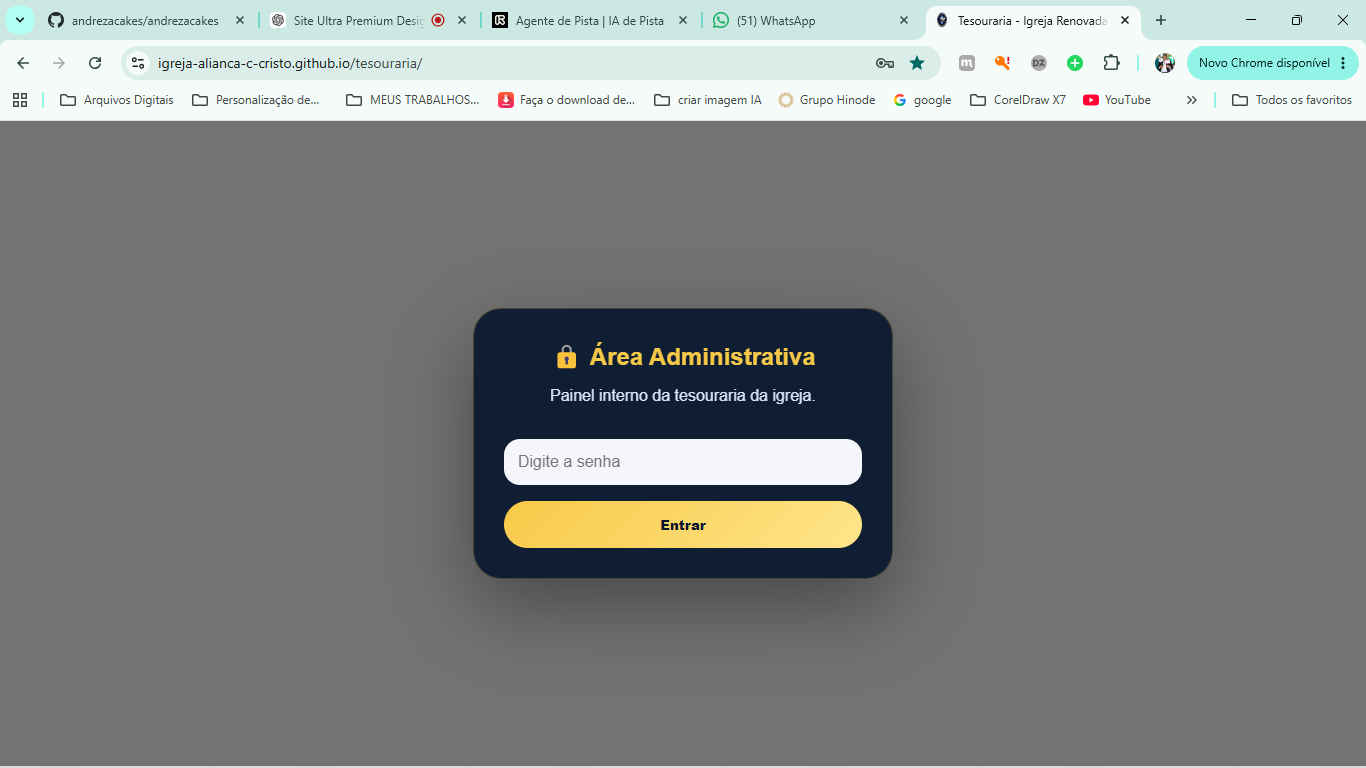 andrezacakes/andrezacakes
Site Ultra Premium Desig
Agente de Pista | IA de Pista
(51) WhatsApp
Tesouraria - Igreja Renovada
igreja-alianca-c-cristo.github.io/tesouraria/
Novo Chrome disponível
Arquivos Digitais
Personalização de...
MEUS TRABALHOS...
Faça o download de...
criar imagem IA
Grupo Hinode
google
CorelDraw X7
YouTube
Todos os favoritos
Área Administrativa
Painel interno da tesouraria da igreja.
Digite a senha
Entrar